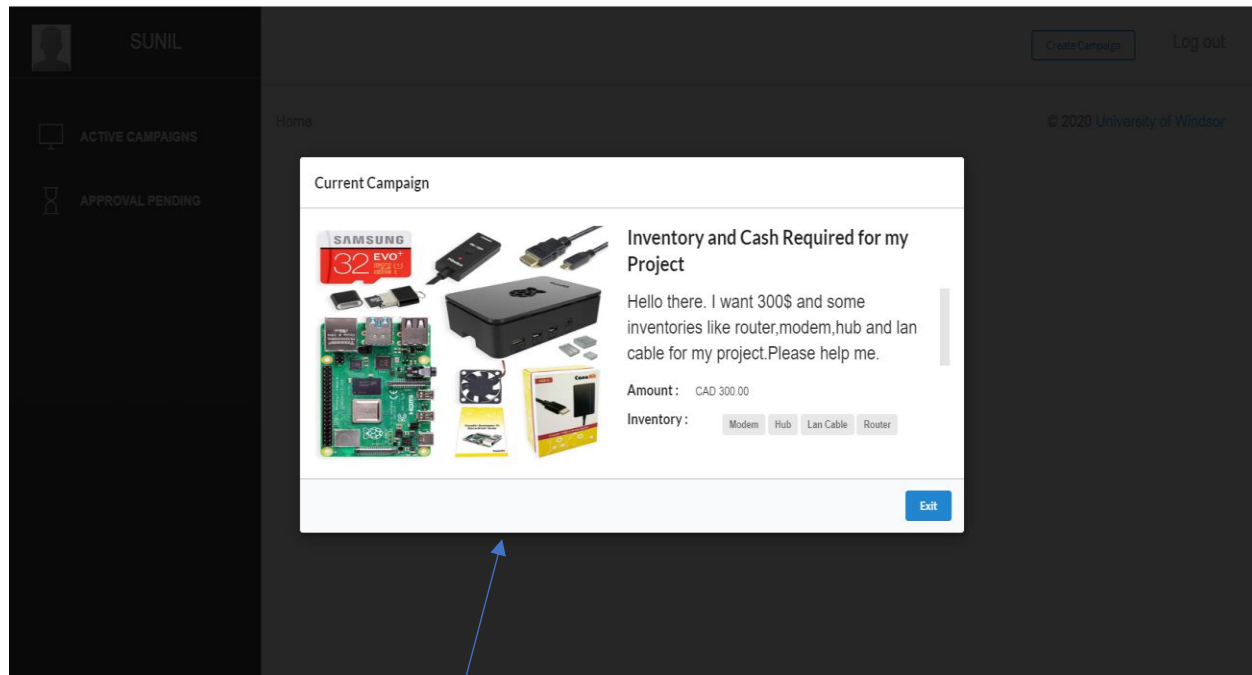 SUNIL
Create Campaign
Log out
ACTIVE CAMPAIGNS
APPROVAL PENDING
Home
© 2020 University of Windsor
Current Campaign
SAMSUNG
32 EVO+
Inventory and Cash Required for my
Project
Hello there. I want 300$ and some
inventories like router,modem,hub and lan
cable for my project.Please help me.
Amount : CAD 300.00
Inventory : Modem Hub Lan Cable Router
HDMI
Exit